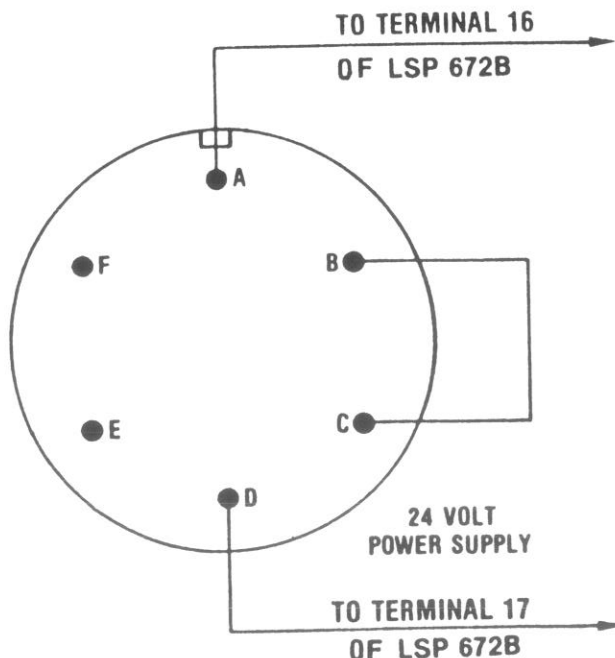 TO TERMINAL 16
OF LSP 672B
A
F
B
E
C
D
24 VOLT
POWER SUPPLY
TO TERMINAL 17
OF LSP 672B